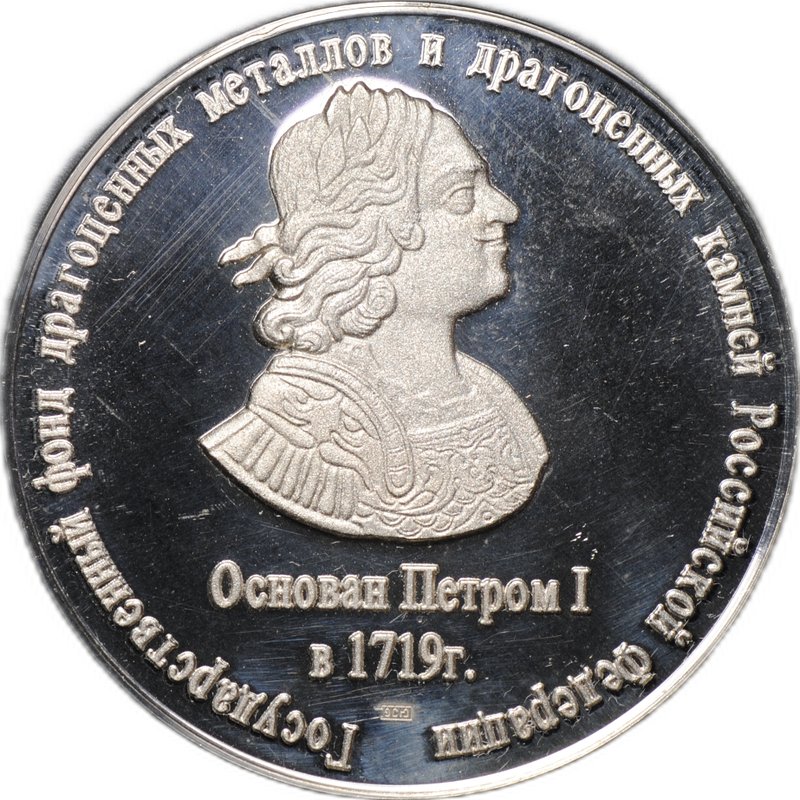 Государственный фонд драгоценных металлов и драгоценных камней Российской Федерации
Основан Петром I
в 1719г.